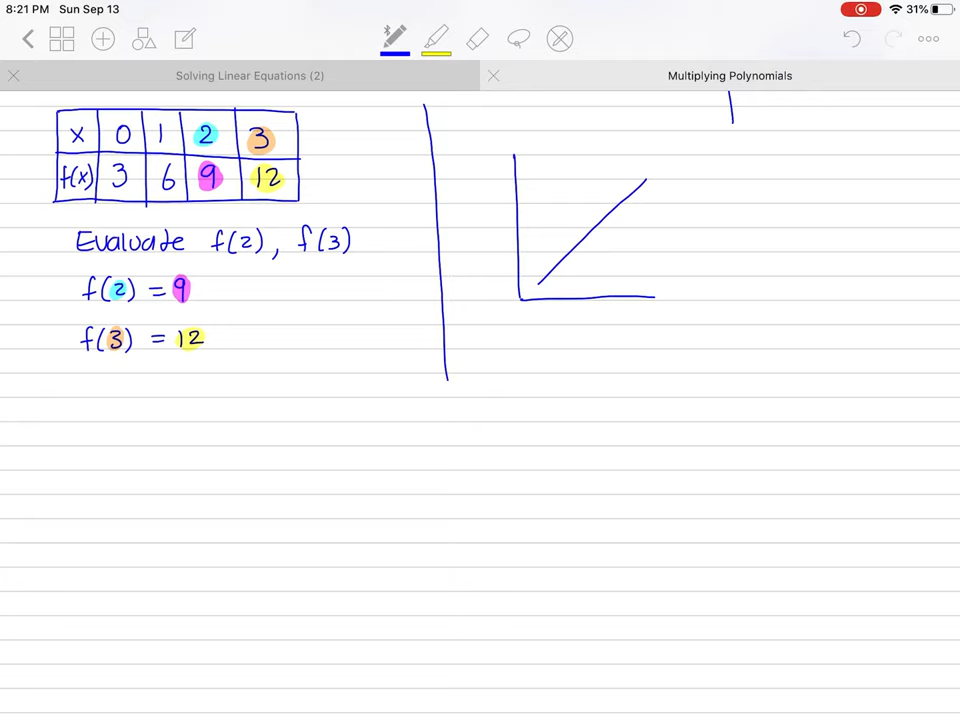 8:21 PM Sun Sep 13
31%
Solving Linear Equations (2)
Multiplying Polynomials
x 0 1 2 3
f(x) 3 6 9 12
Evaluate f(2), f(3)
f(2) = 9
f(3) = 12